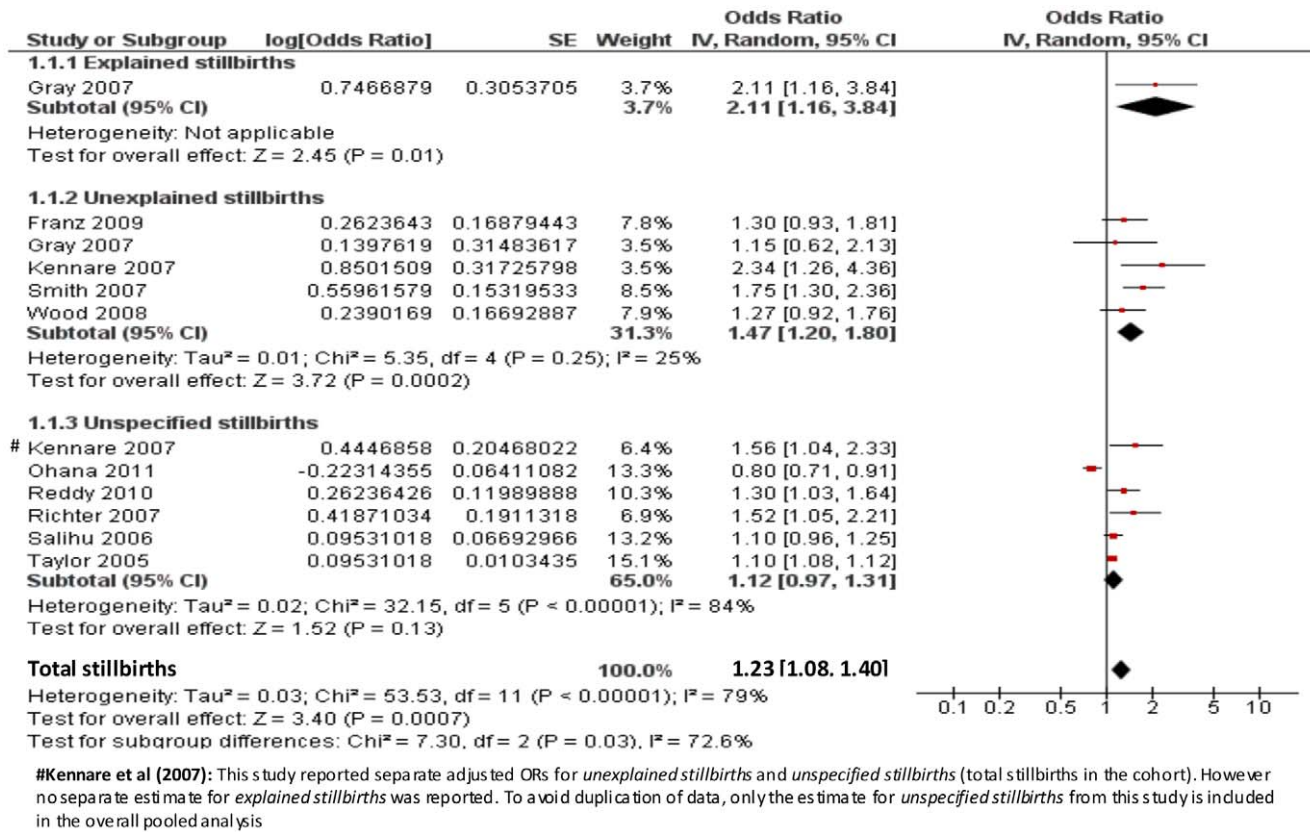 Odds Ratio Odds Ratio
Study or Subgroup log[Odds Ratio] SE Weight IV, Random, 95% CI IV, Random, 95% CI
1.1.1 Explained stillbirths
Gray 2007 0.7466879 0.3053705 3.7% 2.11 [1.16, 3.84]
Subtotal (95% CI) 3.7% 2.11 [1.16, 3.84]
Heterogeneity: Not applicable
Test for overall effect: Z = 2.45 (P = 0.01)
1.1.2 Unexplained stillbirths
Franz 2009 0.2623643 0.16879443 7.8% 1.30 [0.93, 1.81]
Gray 2007 0.1397619 0.31483617 3.5% 1.15 [0.62, 2.13]
Kennare 2007 0.8501509 0.31725798 3.5% 2.34 [1.26, 4.36]
Smith 2007 0.55961579 0.15319533 8.5% 1.75 [1.30, 2.36]
Wood 2008 0.2390169 0.16692887 7.9% 1.27 [0.92, 1.76]
Subtotal (95% CI) 31.3% 1.47 [1.20, 1.80]
Heterogeneity: Tau² = 0.01; Chi² = 5.35, df = 4 (P = 0.25); I² = 25%
Test for overall effect: Z = 3.72 (P = 0.0002)
1.1.3 Unspecified stillbirths
# Kennare 2007 0.4446858 0.20468022 6.4% 1.56 [1.04, 2.33]
Ohana 2011 -0.22314355 0.06411082 13.3% 0.80 [0.71, 0.91]
Reddy 2010 0.26236426 0.11989888 10.3% 1.30 [1.03, 1.64]
Richter 2007 0.41871034 0.1911318 6.9% 1.52 [1.05, 2.21]
Salihu 2006 0.09531018 0.06692966 13.2% 1.10 [0.96, 1.25]
Taylor 2005 0.09531018 0.0103435 15.1% 1.10 [1.08, 1.12]
Subtotal (95% CI) 65.0% 1.12 [0.97, 1.31]
Heterogeneity: Tau² = 0.02; Chi² = 32.15, df = 5 (P < 0.00001); I² = 84%
Test for overall effect: Z = 1.52 (P = 0.13)
Total stillbirths 100.0% 1.23 [1.08. 1.40]
Heterogeneity: Tau² = 0.03; Chi² = 53.53, df = 11 (P < 0.00001); I² = 79%
Test for overall effect: Z = 3.40 (P = 0.0007)
Test for subgroup differences: Chi² = 7.30, df = 2 (P = 0.03), I² = 72.6%
0.1 0.2 0.5 1 2 5 10
#Kennare et al (2007): This study reported separate adjusted ORs for unexplained stillbirths and unspecified stillbirths (total stillbirths in the cohort). However
no separate estimate for explained stillbirths was reported. To avoid duplication of data, only the estimate for unspecified stillbirths from this study is included
in the overall pooled analysis